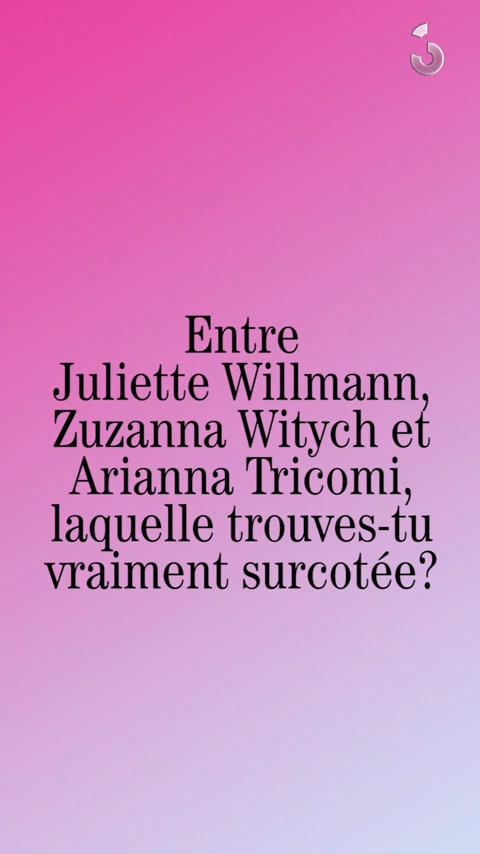 Entre
Juliette Willmann,
Zuzanna Witych et
Arianna Tricomi,
laquelle trouves-tu
vraiment surcotée?